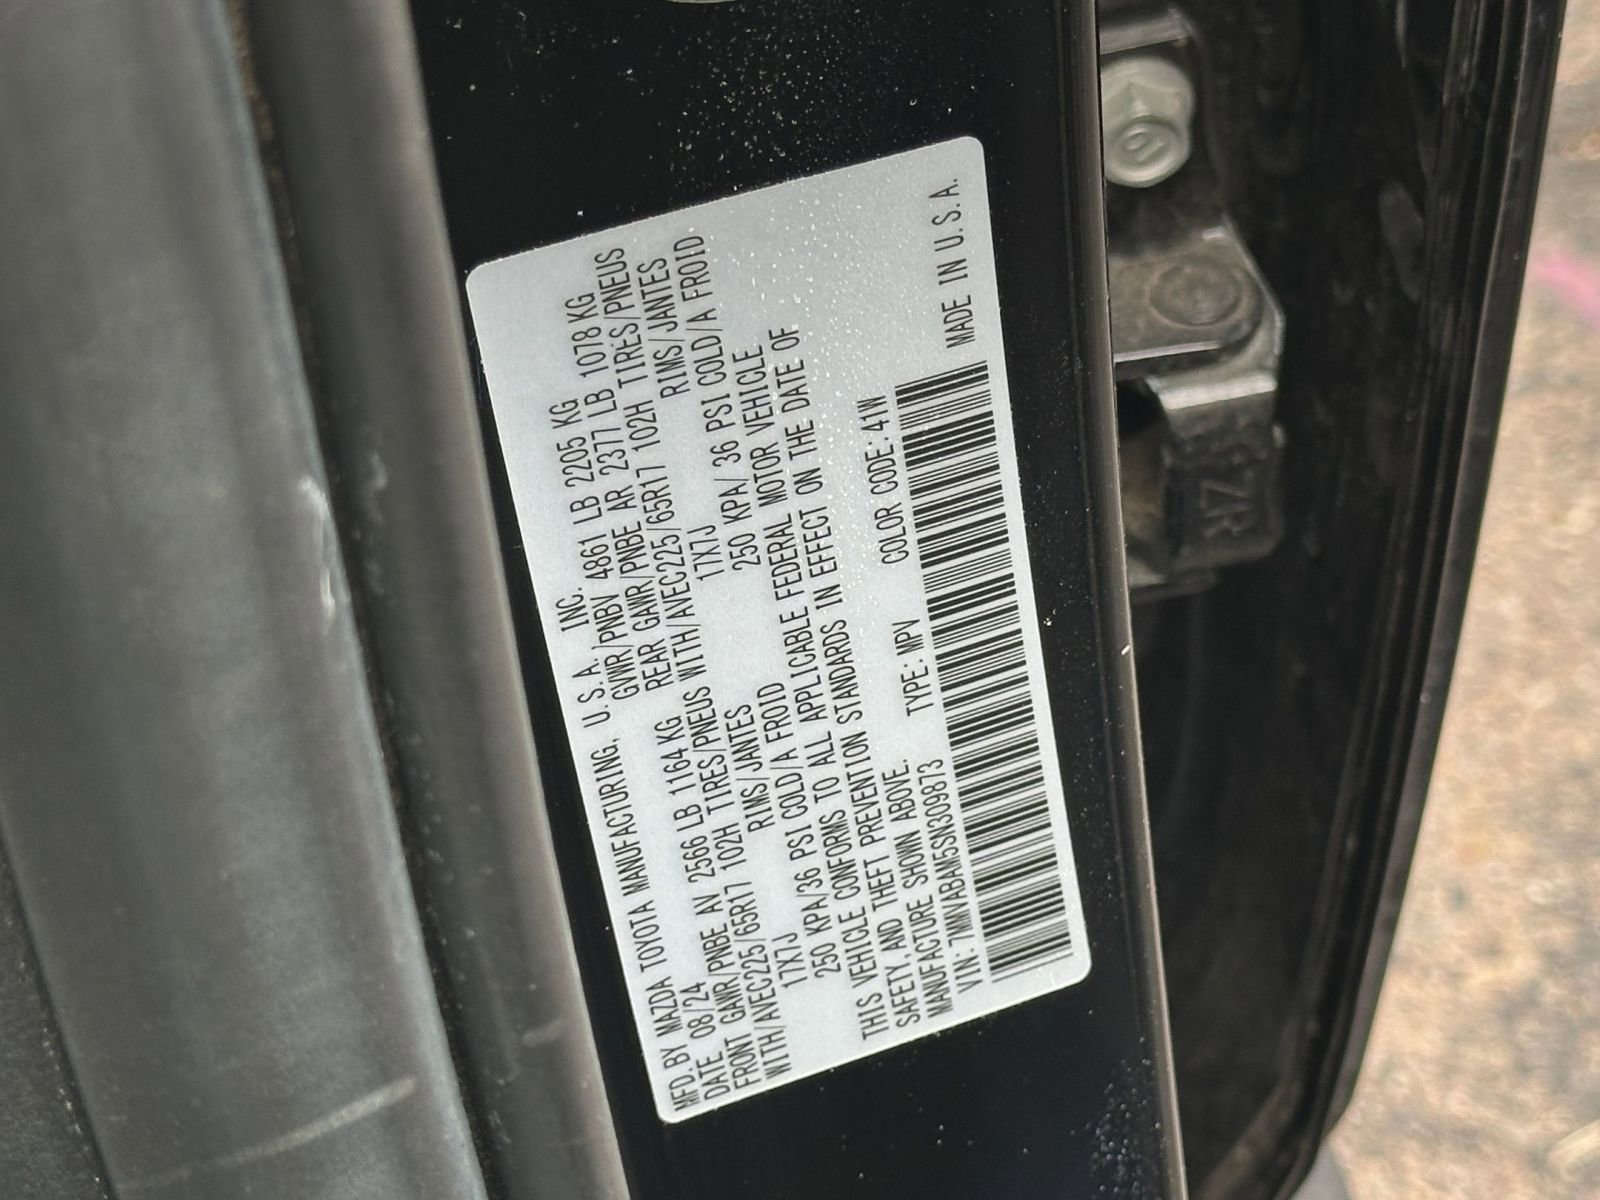 MFD. BY MAZDA TOYOTA MANUFACTURING, U.S.A. INC.
DATE 08/24 GVWR/PNBV 4861 LB 2205 KG
FRONT GAWR/PNBE AV 2566 LB 1164 KG REAR GAWR/PNBE AR 2377 LB 1078 KG
WITH/AVEC225/65R17 102H TIRES/PNEUS WITH/AVEC225/65R17 102H TIRES/PNEUS
17X7J RIMS/JANTES 17X7J RIMS/JANTES
250 KPA/36 PSI COLD/A FROID 250 KPA/ 36 PSI COLD/A FROID
THIS VEHICLE CONFORMS TO ALL APPLICABLE FEDERAL MOTOR VEHICLE
SAFETY, AND THEFT PREVENTION STANDARDS IN EFFECT ON THE DATE OF
MANUFACTURE SHOWN ABOVE.
VIN: 7MMVABAM5SN309873 TYPE: MPV COLOR CODE: 41W
MADE IN U.S.A.